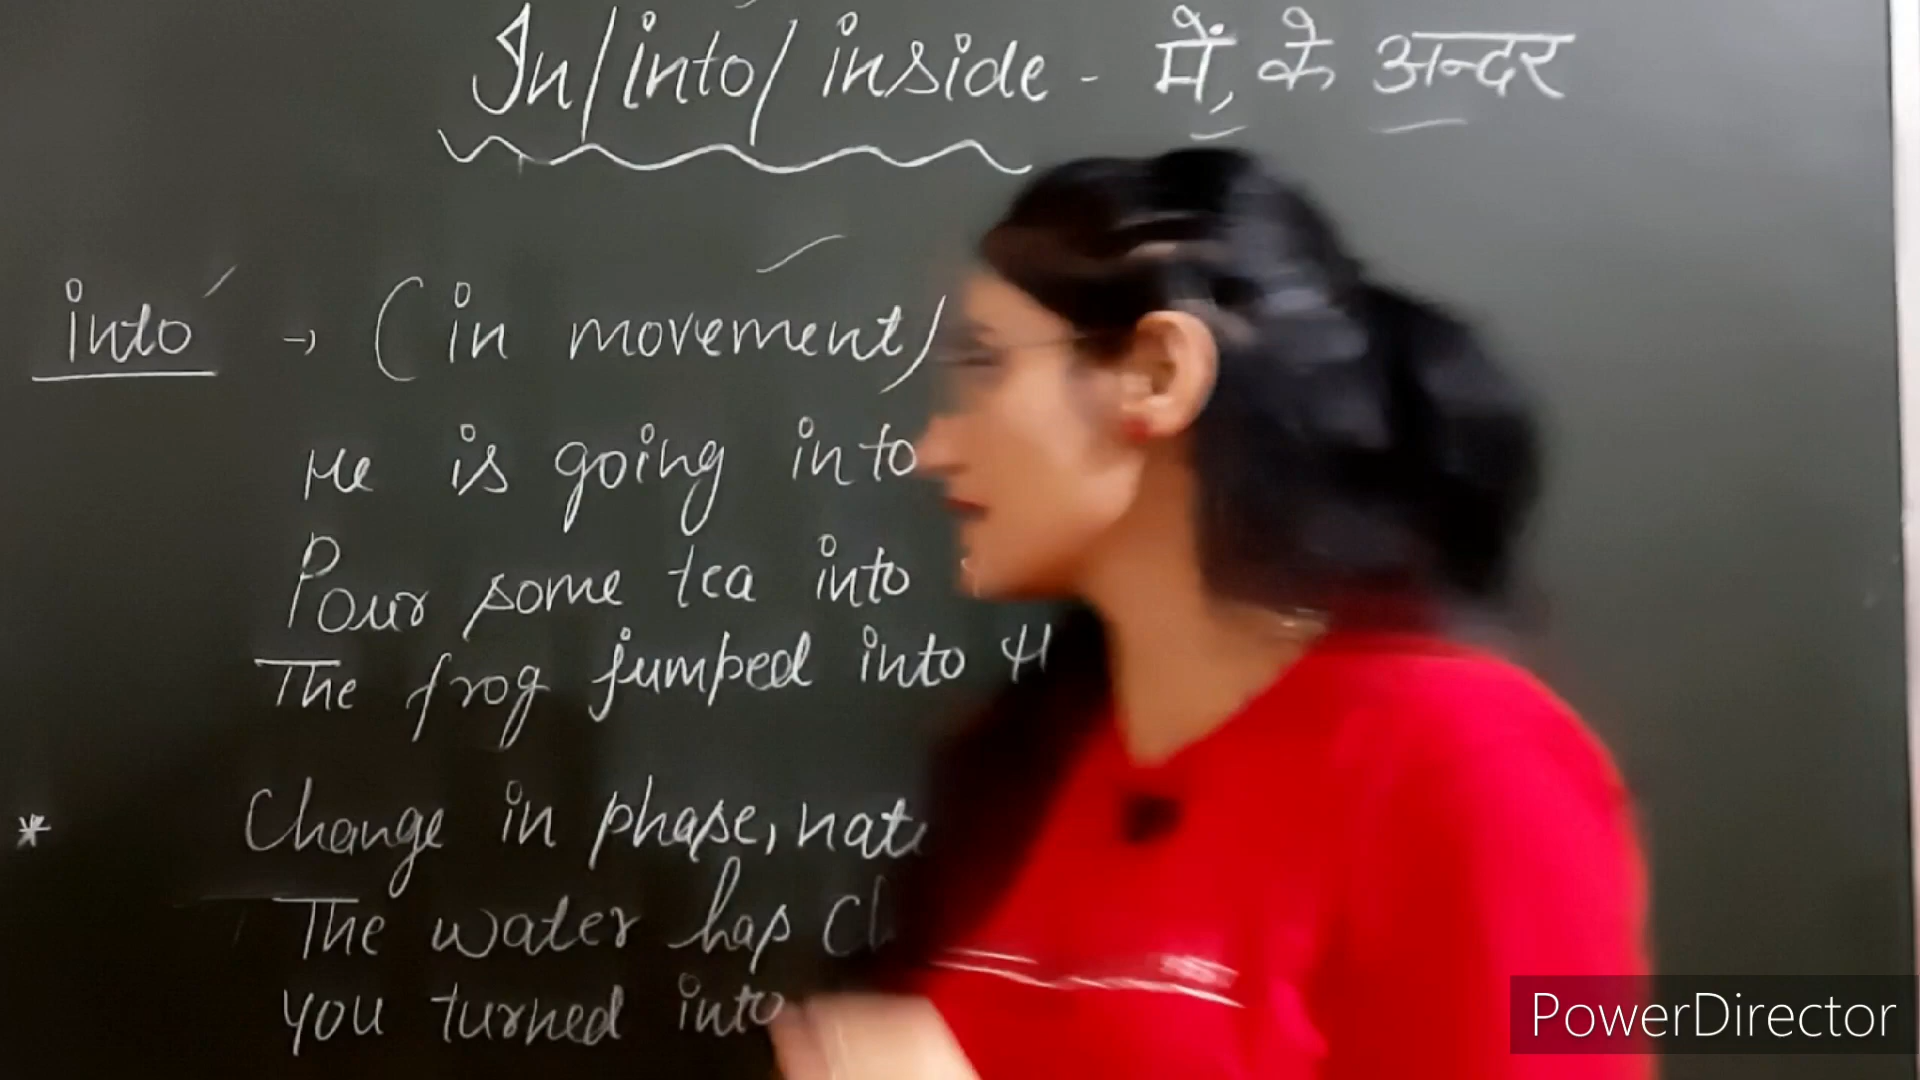 In/into/inside - में, के अन्दर
into → (in movement)
He is going into
Pour some tea into
The frog jumped into
* Change in phase,
The water has
you turned into
PowerDirector